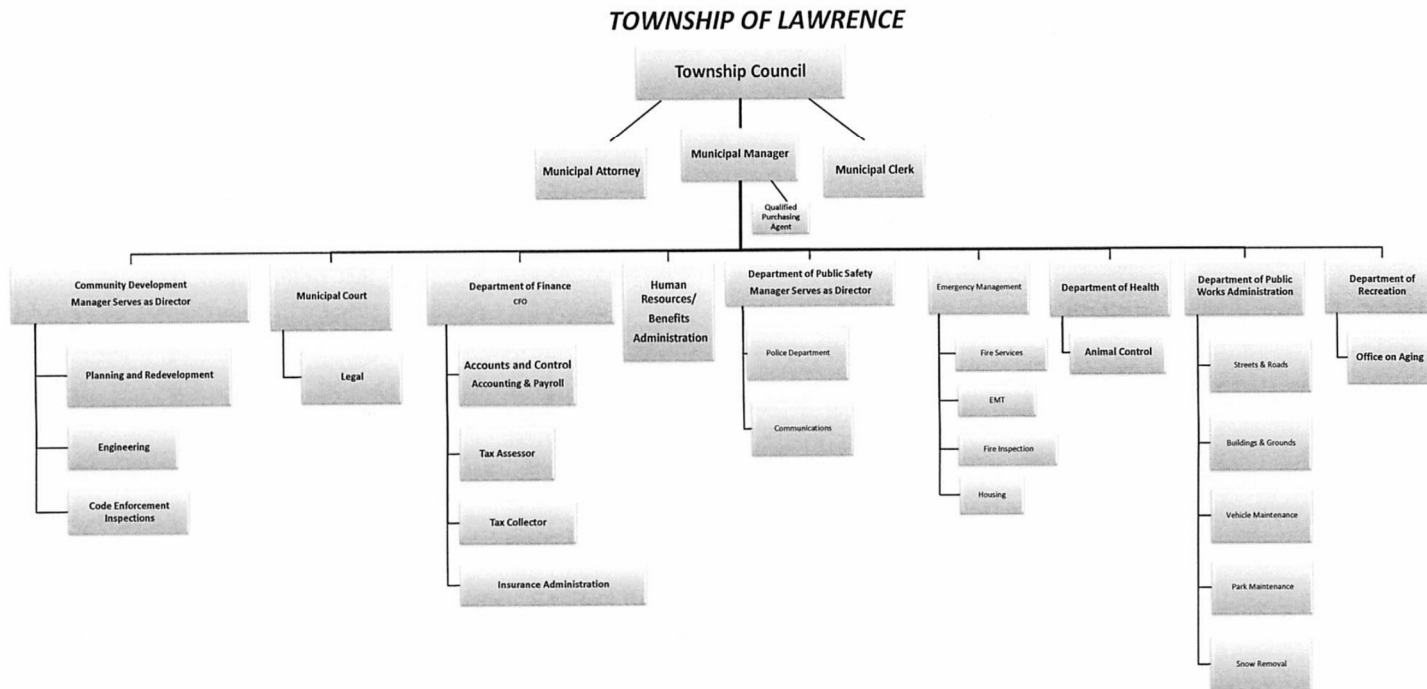 TOWNSHIP OF LAWRENCE
Township Council
Municipal Attorney
Municipal Manager
Municipal Clerk
Qualified
Purchasing
Agent
Community Development
Manager Serves as Director
Planning and Redevelopment
Engineering
Code Enforcement
Inspections
Municipal Court
Legal
Department of Finance
CFO
Accounts and Control
Accounting & Payroll
Tax Assessor
Tax Collector
Insurance Administration
Human
Resources/
Benefits
Administration
Department of Public Safety
Manager Serves as Director
Police Department
Communications
Emergency Management
Fire Services
EMT
Fire Inspection
Housing
Department of Health
Animal Control
Department of Public
Works Administration
Streets & Roads
Buildings & Grounds
Vehicle Maintenance
Park Maintenance
Snow Removal
Department of
Recreation
Office on Aging